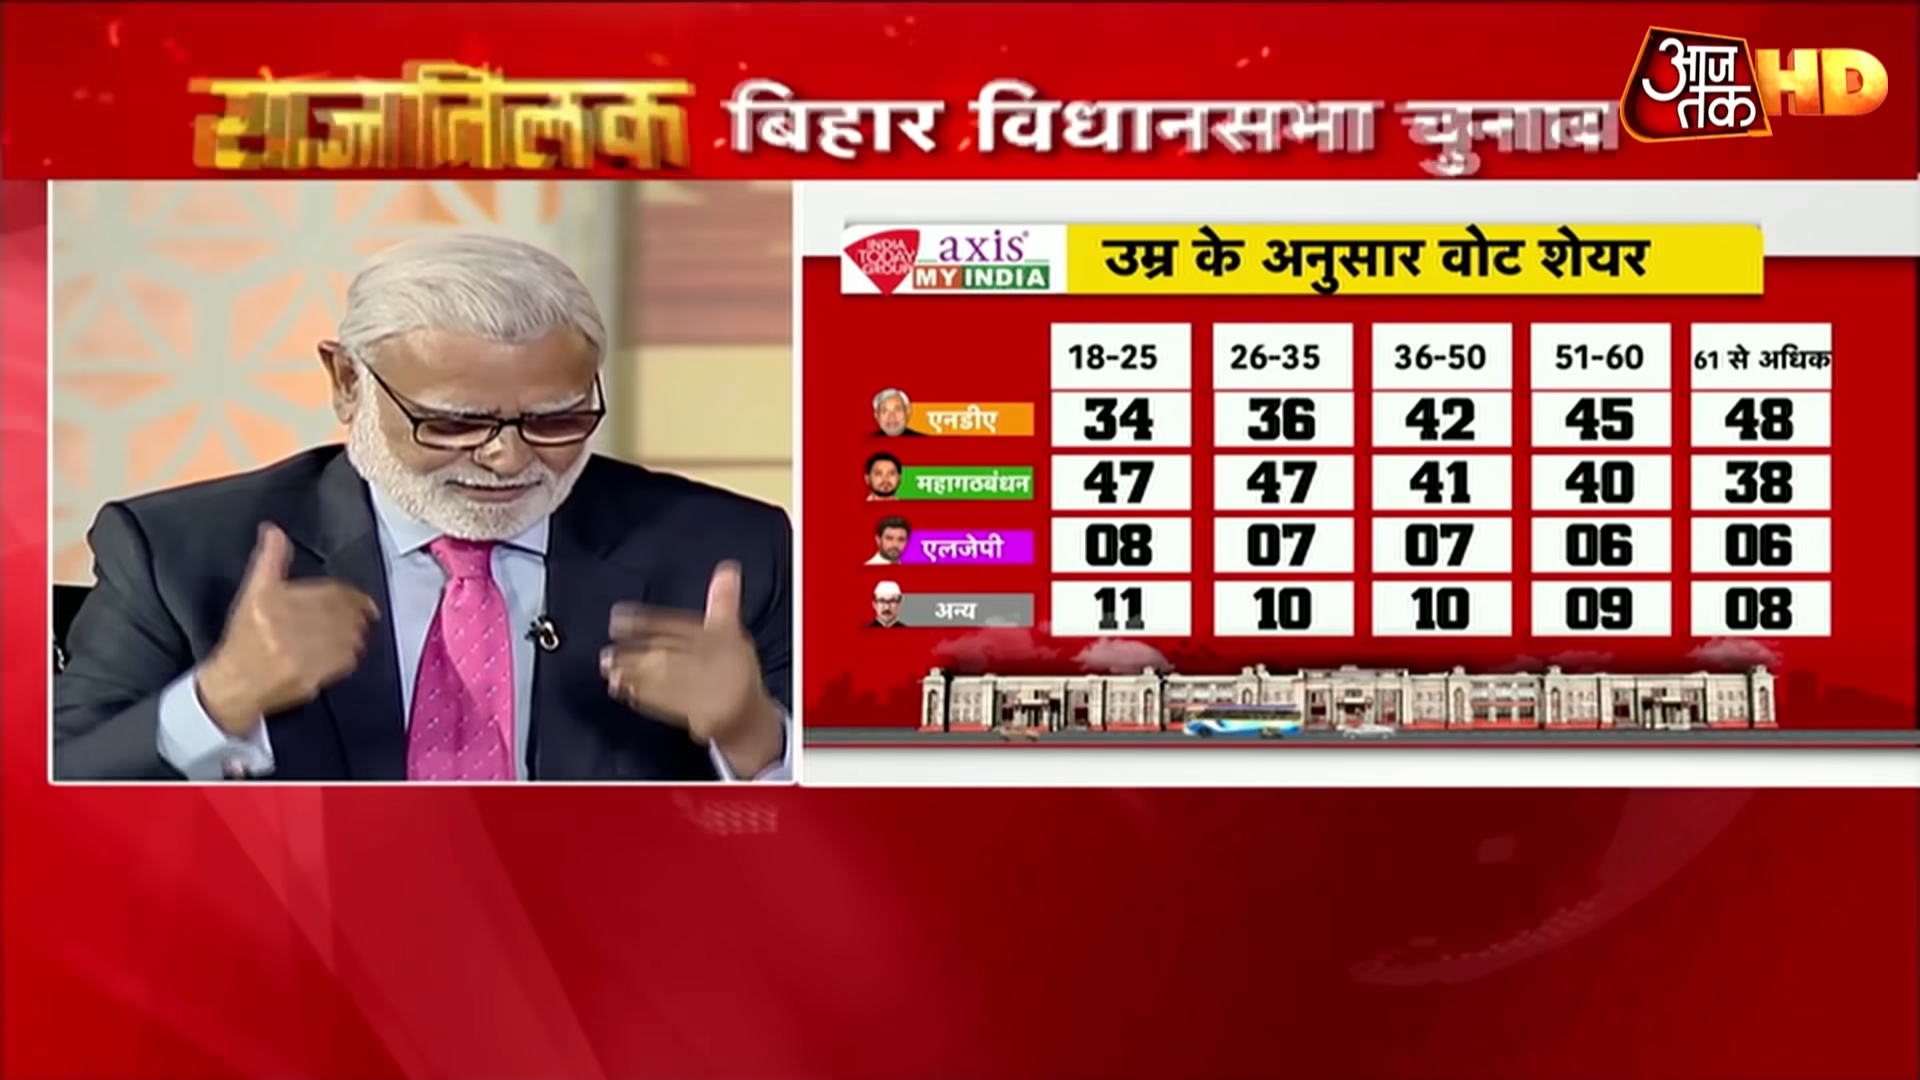 राजतिलक बिहार विधानसभा चुनाव
आज तक HD
INDIA TODAY GROUP
axis MY INDIA
उम्र के अनुसार वोट शेयर
18-25 26-35 36-50 51-60 61 से अधिक
एनडीए 34 36 42 45 48
महागठबंधन 47 47 41 40 38
एलजेपी 08 07 07 06 06
अन्य 11 10 10 09 08